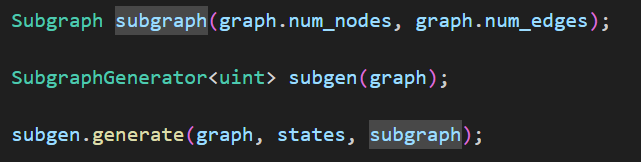 Subgraph subgraph(graph.num_nodes, graph.num_edges);
SubgraphGenerator<uint> subgen(graph);
subgen.generate(graph, states, subgraph);